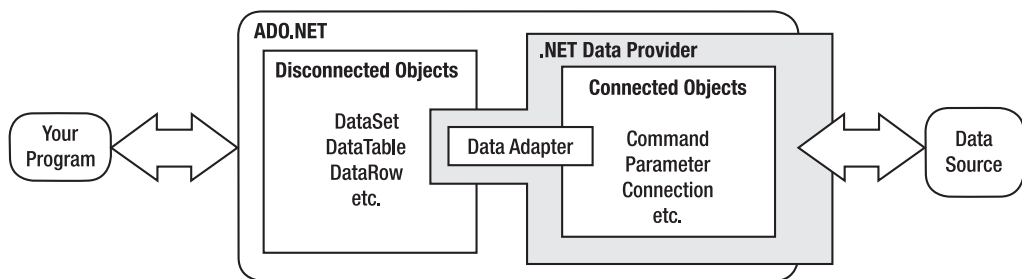 ADO.NET
.NET Data Provider
Disconnected Objects
Connected Objects
DataSet
DataTable
DataRow
etc.
Data Adapter
Command
Parameter
Connection
etc.
Your
Program
Data
Source